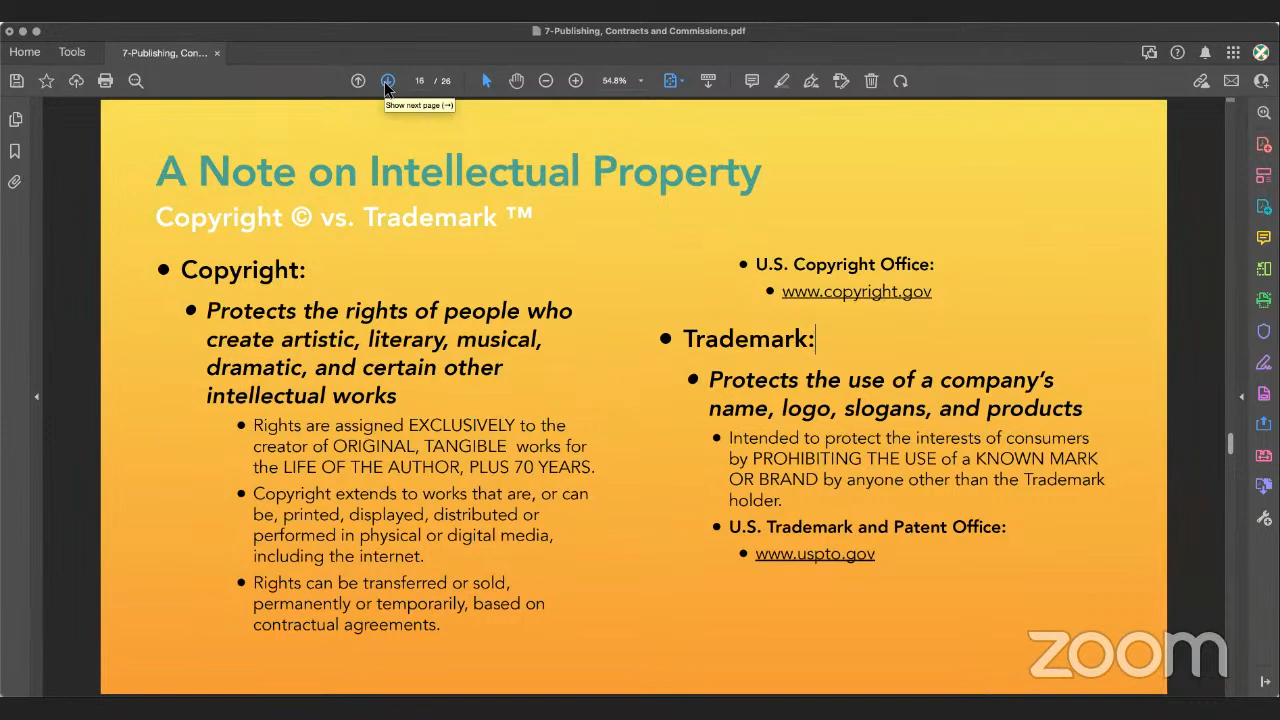 7-Publishing, Contracts and Commissions.pdf
Home
Tools
7-Publishing, Con... ×
16 / 26
54.8%
Show next page (→)
A Note on Intellectual Property
Copyright © vs. Trademark ™
• Copyright:
• Protects the rights of people who
create artistic, literary, musical,
dramatic, and certain other
intellectual works
• Rights are assigned EXCLUSIVELY to the
creator of ORIGINAL, TANGIBLE works for
the LIFE OF THE AUTHOR, PLUS 70 YEARS.
• Copyright extends to works that are, or can
be, printed, displayed, distributed or
performed in physical or digital media,
including the internet.
• Rights can be transferred or sold,
permanently or temporarily, based on
contractual agreements.
• U.S. Copyright Office:
• www.copyright.gov
• Trademark:
• Protects the use of a company's
name, logo, slogans, and products
• Intended to protect the interests of consumers
by PROHIBITING THE USE of a KNOWN MARK
OR BRAND by anyone other than the Trademark
holder.
• U.S. Trademark and Patent Office:
• www.uspto.gov
zoom